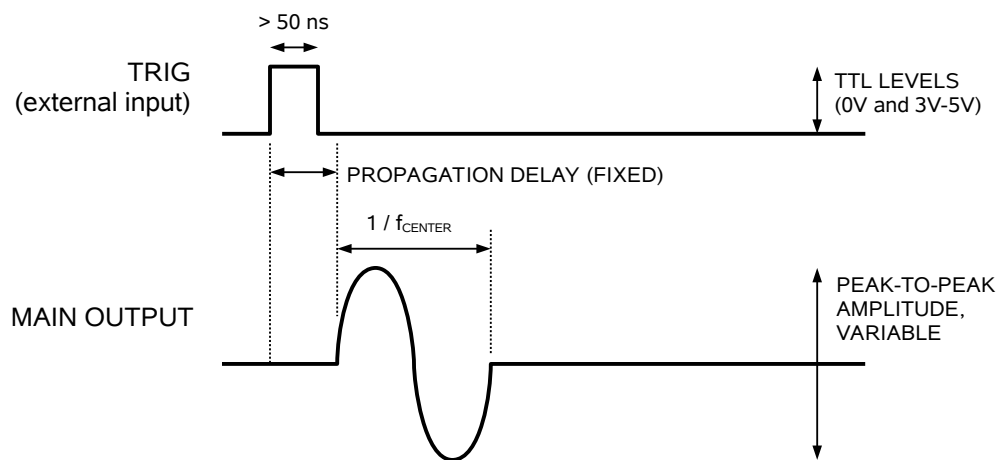 > 50 ns
TRIG
(external input)
TTL LEVELS
(0V and 3V-5V)
PROPAGATION DELAY (FIXED)
1 / fCENTER
MAIN OUTPUT
PEAK-TO-PEAK
AMPLITUDE,
VARIABLE